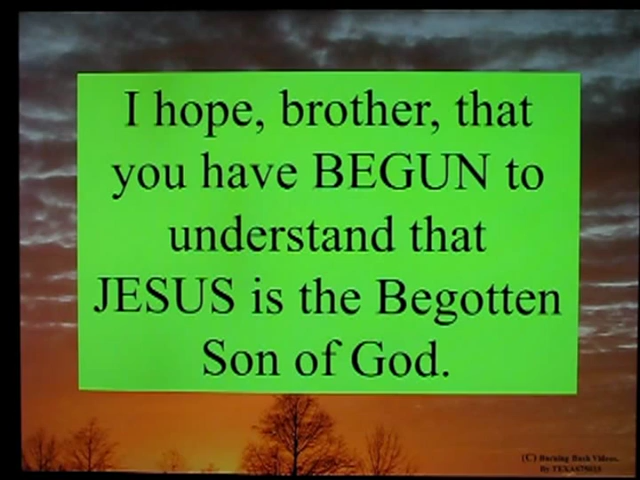 I hope, brother, that
you have BEGUN to
understand that
JESUS is the Begotten
Son of God.
(C) Burning Bush Videos.